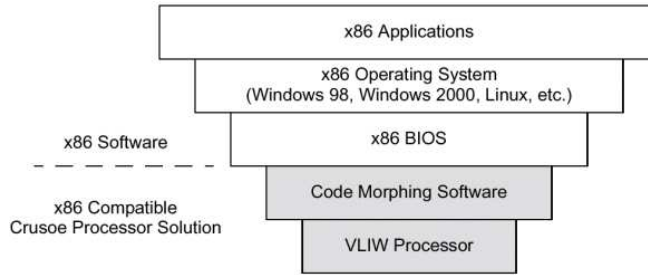 x86 Applications
x86 Operating System
(Windows 98, Windows 2000, Linux, etc.)
x86 Software
x86 BIOS
x86 Compatible
Crusoe Processor Solution
Code Morphing Software
VLIW Processor